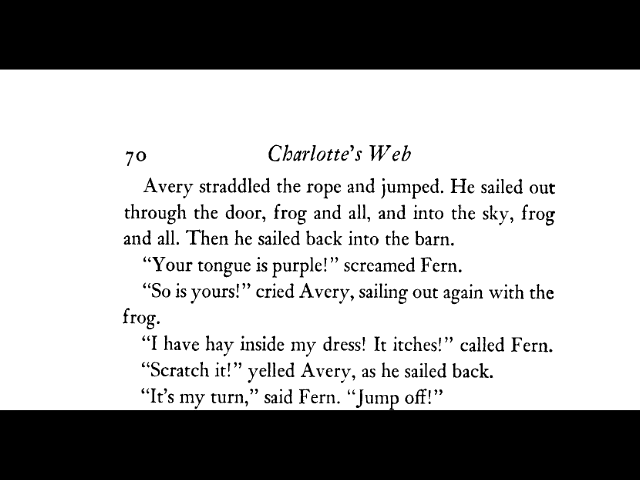 70 Charlotte's Web
Avery straddled the rope and jumped. He sailed out
through the door, frog and all, and into the sky, frog
and all. Then he sailed back into the barn.
“Your tongue is purple!” screamed Fern.
“So is yours!” cried Avery, sailing out again with the
frog.
“I have hay inside my dress! It itches!” called Fern.
“Scratch it!” yelled Avery, as he sailed back.
“It's my turn,” said Fern. “Jump off!”